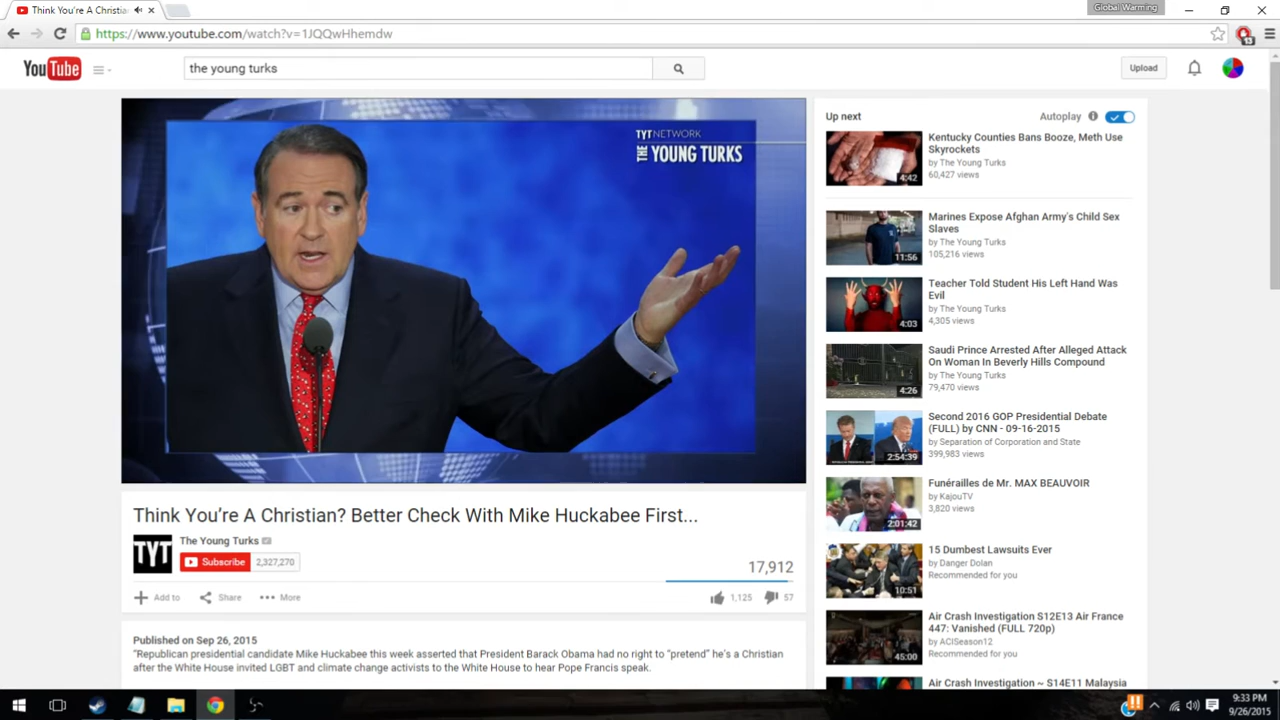 Think You're A Christia
Global Warming
https://www.youtube.com/watch?v=1JQQwHhemdw
13
YouTube
the young turks
Upload
TYT NETWORK
THE YOUNG TURKS
Think You're A Christian? Better Check With Mike Huckabee First...
TYT
The Young Turks
Subscribe 2,327,270
17,912
Add to Share More
1,125 57
Published on Sep 26, 2015
"Republican presidential candidate Mike Huckabee this week asserted that President Barack Obama had no right to "pretend" he's a Christian
after the White House invited LGBT and climate change activists to the White House to hear Pope Francis speak.
Up next
Autoplay
Kentucky Counties Bans Booze, Meth Use
Skyrockets
by The Young Turks
60,427 views
4:42
Marines Expose Afghan Army's Child Sex
Slaves
by The Young Turks
105,216 views
11:56
Teacher Told Student His Left Hand Was
Evil
by The Young Turks
4,305 views
4:03
Saudi Prince Arrested After Alleged Attack
On Woman In Beverly Hills Compound
by The Young Turks
79,470 views
4:26
Second 2016 GOP Presidential Debate
(FULL) by CNN - 09-16-2015
by Separation of Corporation and State
399,983 views
2:54:39
Funérailles de Mr. MAX BEAUVOIR
by KajouTV
3,820 views
2:01:42
15 Dumbest Lawsuits Ever
by Danger Dolan
Recommended for you
10:51
Air Crash Investigation S12E13 Air France
447: Vanished (FULL 720p)
by ACISeason12
Recommended for you
45:00
Air Crash Investigation ~ S14E11 Malaysia
9:33 PM
9/26/2015